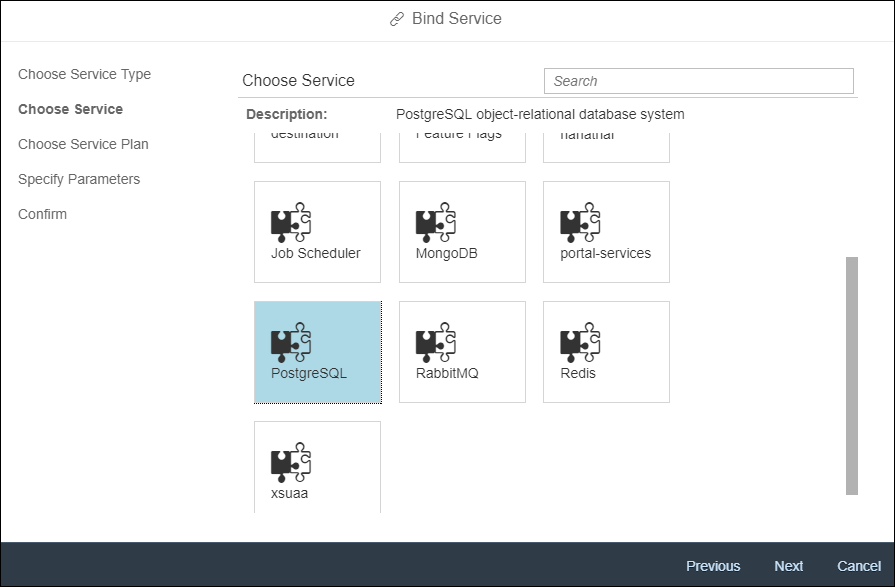 Bind Service
Choose Service Type
Choose Service
Choose Service Plan
Specify Parameters
Confirm
Choose Service
Search
Description: PostgreSQL object-relational database system
destination
Feature Flags
hanatrial
Job Scheduler
MongoDB
portal-services
PostgreSQL
RabbitMQ
Redis
xsuaa
Previous
Next
Cancel